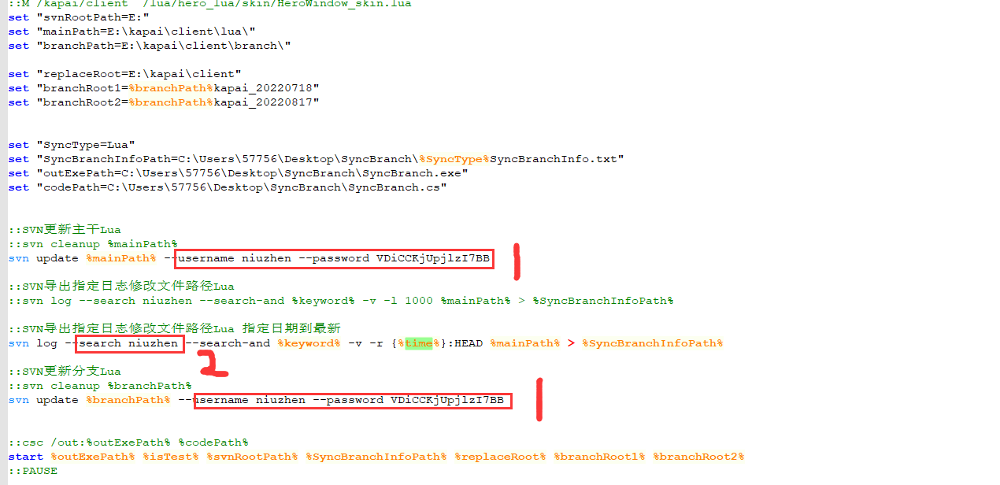 ::M /kapai/client  /lua/hero_lua/skin/HeroWindow_skin.lua
set "svnRootPath=E:"
set "mainPath=E:\kapai\client\lua\"
set "branchPath=E:\kapai\client\branch\"
set "replaceRoot=E:\kapai\client"
set "branchRoot1=%branchPath%kapai_20220718"
set "branchRoot2=%branchPath%kapai_20220817"
set "SyncType=Lua"
set "SyncBranchInfoPath=C:\Users\57756\Desktop\SyncBranch\%SyncType%SyncBranchInfo.txt"
set "outExePath=C:\Users\57756\Desktop\SyncBranch\SyncBranch.exe"
set "codePath=C:\Users\57756\Desktop\SyncBranch\SyncBranch.cs"
::SVN更新主干Lua
::svn cleanup %mainPath%
svn update %mainPath% --username niuzhen --password VDiCCKjUpjlzI7BB
1
::SVN导出指定日志修改文件路径Lua
::svn log --search niuzhen --search-and %keyword% -v -l 1000 %mainPath% > %SyncBranchInfoPath%
::SVN导出指定日志修改文件路径Lua 指定日期到最新
svn log --search niuzhen --search-and %keyword% -v -r {%time%}:HEAD %mainPath% > %SyncBranchInfoPath%
2
::SVN更新分支Lua
::svn cleanup %branchPath%
svn update %branchPath% --username niuzhen --password VDiCCKjUpjlzI7BB
1
::csc /out:%outExePath% %codePath%
start %outExePath% %isTest% %svnRootPath% %SyncBranchInfoPath% %replaceRoot% %branchRoot1% %branchRoot2%
::PAUSE